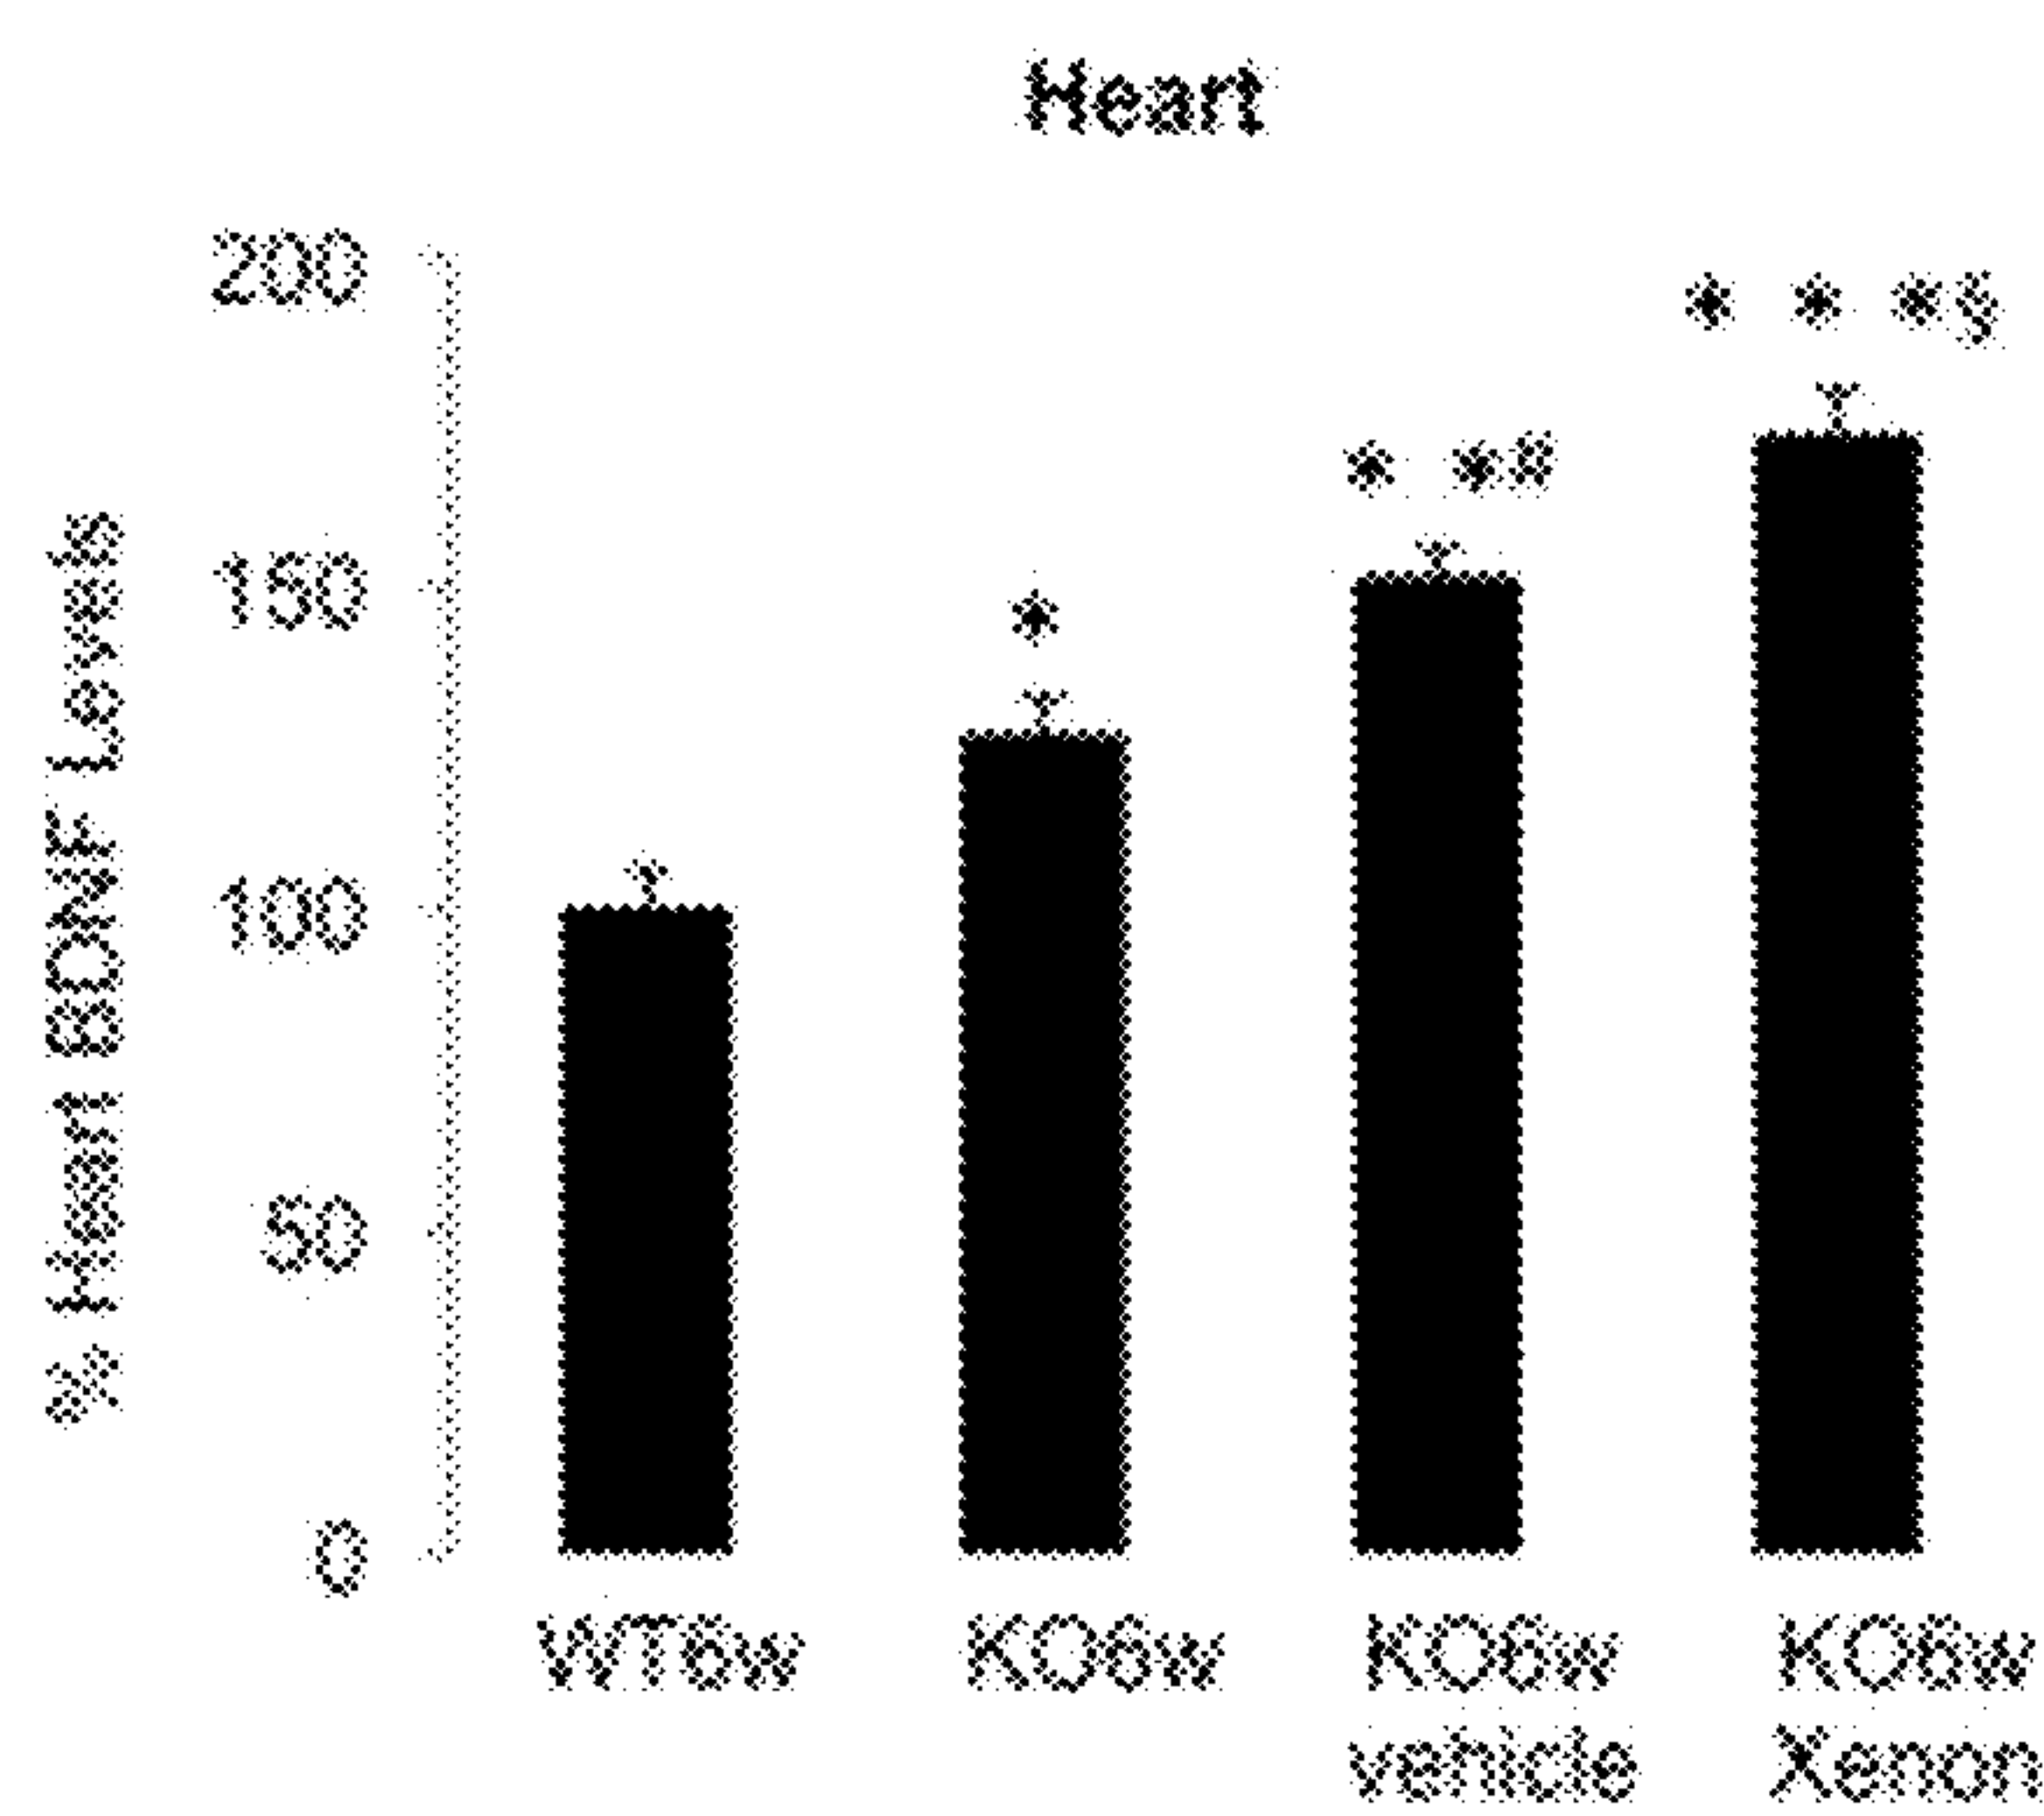 Heart
% Heart BDNF Levels
200
* * *§
* *#
150
*
100
50
0
WT6w
KO6w
KO6w
vehicle
KO6w
Xenon